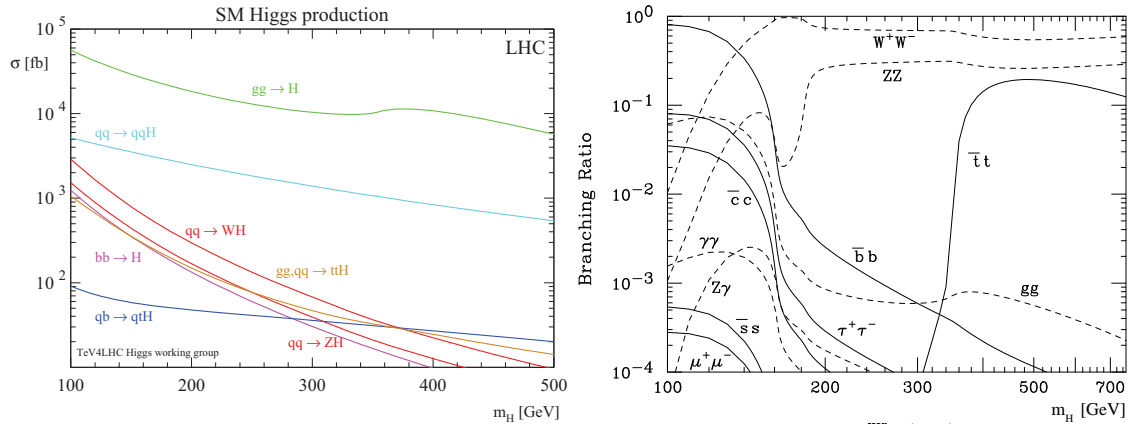 SM Higgs production
10^5
σ [fb]
LHC
gg → H
10^4
qq → qqH
10^3
qq → WH
bb → H
gg,qq → ttH
10^2
qb → qtH
qq → ZH
TeV4LHC Higgs working group
100
200
300
400
500
m_H [GeV]
10^0
W^+W^-
ZZ
10^-1
t̅t
Branching Ratio
10^-2
c̅c
γγ
b̅b
10^-3
Zγ
gg
s̅s
τ^+τ^-
μ^+μ^-
10^-4
100
200
300
500
700
m_H [GeV]